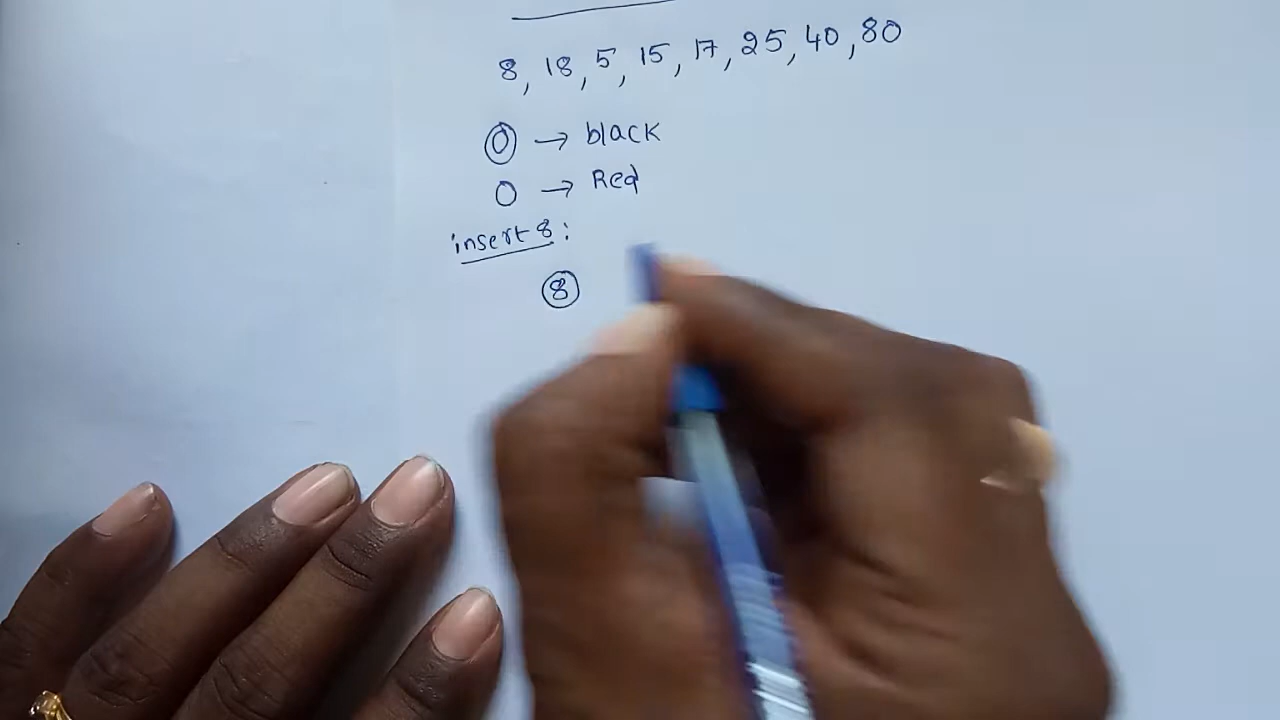 8, 18, 5, 15, 17, 25, 40, 80
0 → black
0 → Red
insert 8:
8